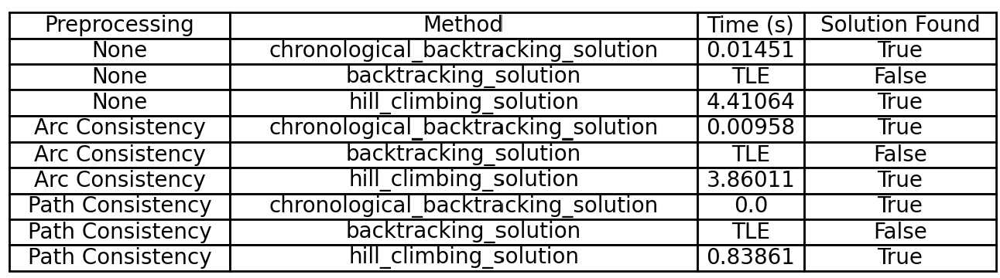 Preprocessing Method Time (s) Solution Found
None chronological_backtracking_solution 0.01451 True
None backtracking_solution TLE False
None hill_climbing_solution 4.41064 True
Arc Consistency chronological_backtracking_solution 0.00958 True
Arc Consistency backtracking_solution TLE False
Arc Consistency hill_climbing_solution 3.86011 True
Path Consistency chronological_backtracking_solution 0.0 True
Path Consistency backtracking_solution TLE False
Path Consistency hill_climbing_solution 0.83861 True